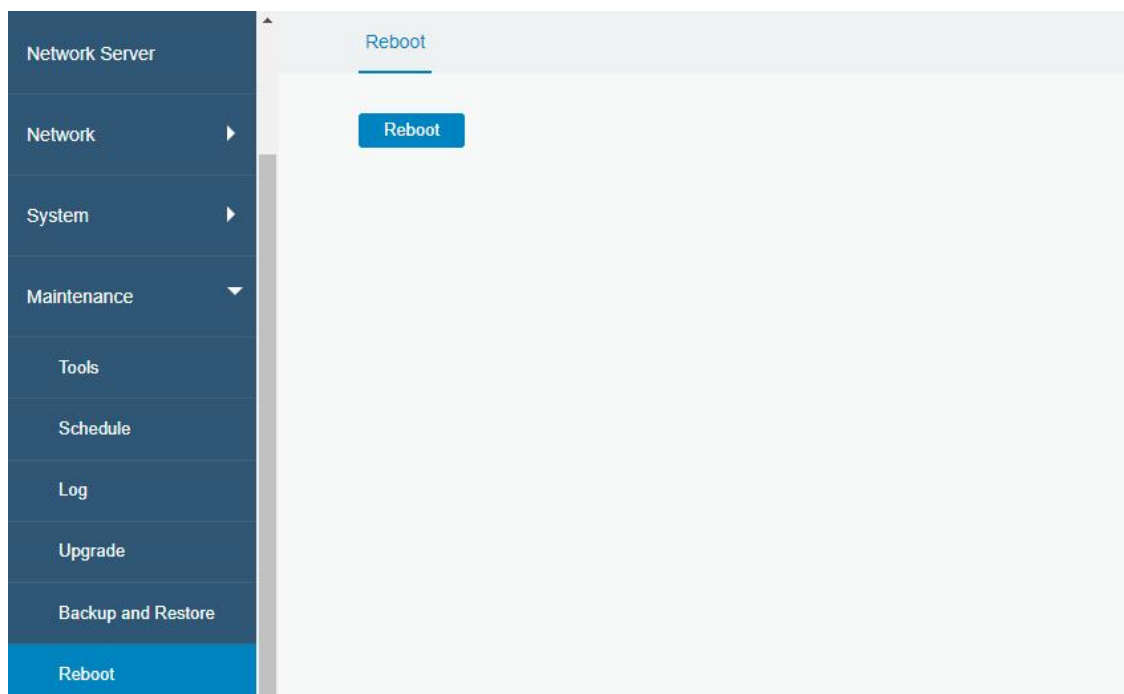 Network Server
Network
System
Maintenance
Tools
Schedule
Log
Upgrade
Backup and Restore
Reboot
Reboot
Reboot